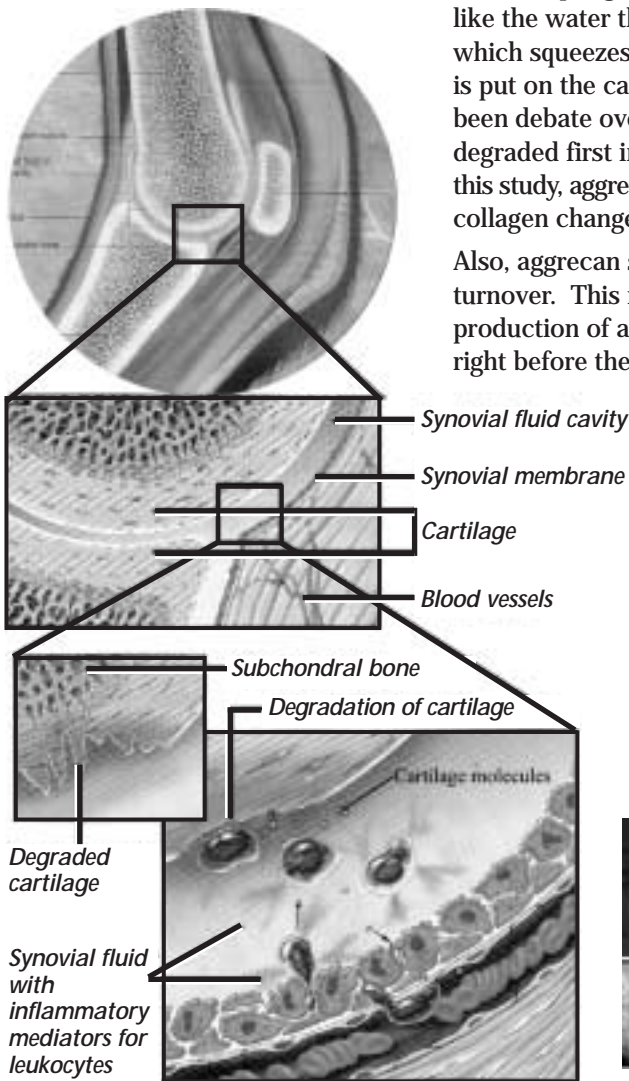 like the water th
which squeezes
is put on the ca
been debate ov
degraded first i
this study, aggre
collagen change
Also, aggrecan s
turnover. This
production of a
right before the
Synovial fluid cavity
Synovial membrane
Cartilage
Blood vessels
Subchondral bone
Degradation of cartilage
Cartilage molecules
Degraded
cartilage
Synovial fluid
with
inflammatory
mediators for
leukocytes